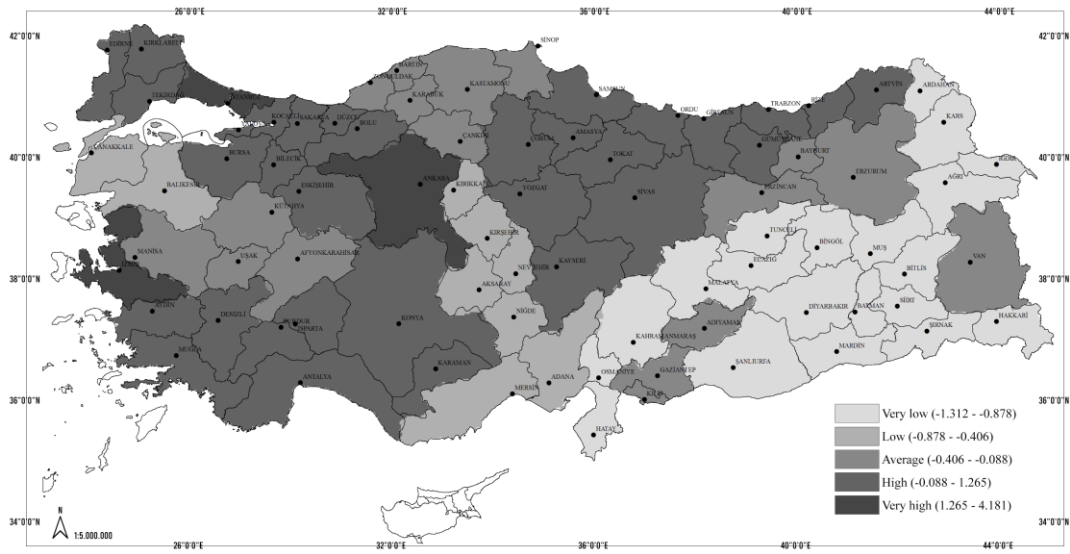 26°0'0"E 32°0'0"E 36°0'0"E 40°0'0"E 44°0'0"E
42°0'0"N 42°0'0"N
SİNOP
EDİRNE KIRKLARELİ
BARTIN
ZONGULDAK KASTAMONU
KARABÜK
TEKİRDAĞ
SAMSUN
ARTVİN ARDAHAN
ORDU GİRESUN TRABZON RİZE
KOCAELİ SAKARYA DÜZCE BOLU
ÇANKIRI ÇORUM AMASYA
GÜMÜŞHANE
KARS
40°0'0"N 40°0'0"N
ÇANAKKALE
BURSA BİLECİK
TOKAT
BAYBURT
IĞDIR
BALIKESİR ESKİŞEHİR ANKARA KIRIKKALE
YOZGAT SİVAS
ERZİNCAN ERZURUM AĞRI
KÜTAHYA
KIRŞEHİR
TUNCELİ BİNGÖL MUŞ
MANİSA UŞAK AFYONKARAHİSAR
NEVŞEHİR KAYSERİ
ELAZIĞ
VAN
38°0'0"N 38°0'0"N
İZMİR
BİTLİS
AKSARAY
MALATYA
AYDIN DENİZLİ BURDUR
ISPARTA
KONYA NİĞDE
DİYARBAKIR BATMAN SİİRT
ADIYAMAN
ŞIRNAK HAKKARİ
MUĞLA
KAHRAMANMARAŞ
MARDİN
ANTALYA KARAMAN
OSMANİYE GAZİANTEP ŞANLIURFA
MERSİN ADANA
KİLİS
36°0'0"N 36°0'0"N
HATAY
Very low (-1.312 - -0.878)
Low (-0.878 - -0.406)
Average (-0.406 - -0.088)
High (-0.088 - 1.265)
Very high (1.265 - 4.181)
34°0'0"N 34°0'0"N
N
1:5.000.000
26°0'0"E 32°0'0"E 36°0'0"E 40°0'0"E 44°0'0"E